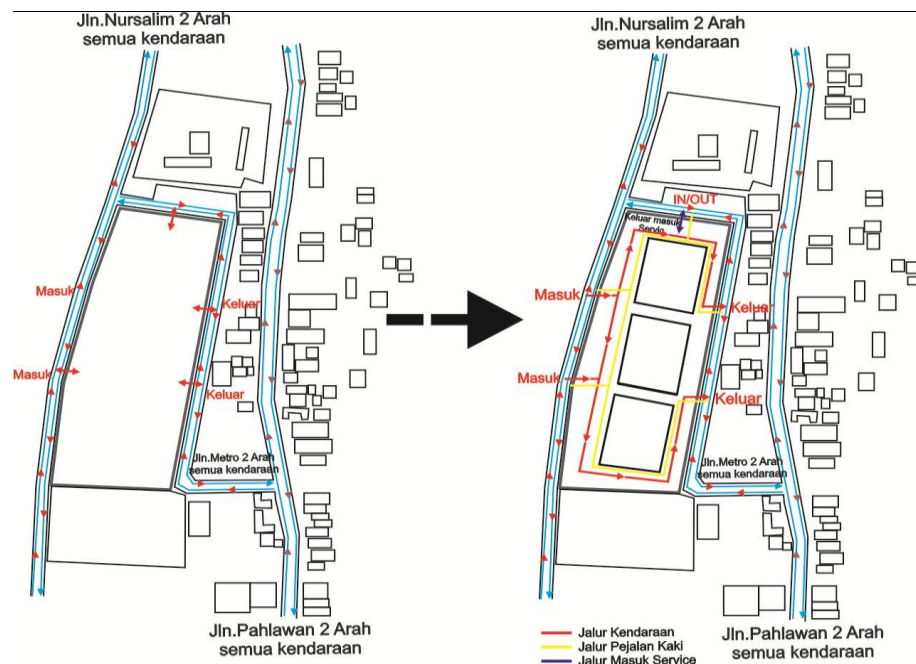 Jln.Nursalim 2 Arah
semua kendaraan
Masuk
Keluar
Masuk
Keluar
Jln.Metro 2 Arah
semua kendaraan
Jln.Pahlawan 2 Arah
semua kendaraan
Jln.Nursalim 2 Arah
semua kendaraan
IN/OUT
Keluar masuk
Servic
Masuk
Keluar
Masuk
Keluar
Jln.Metro 2 Arah
semua kendaraan
Jalur Kendaraan
Jalur Pejalan Kaki
Jalur Masuk Service
Jln.Pahlawan 2 Arah
semua kendaraan